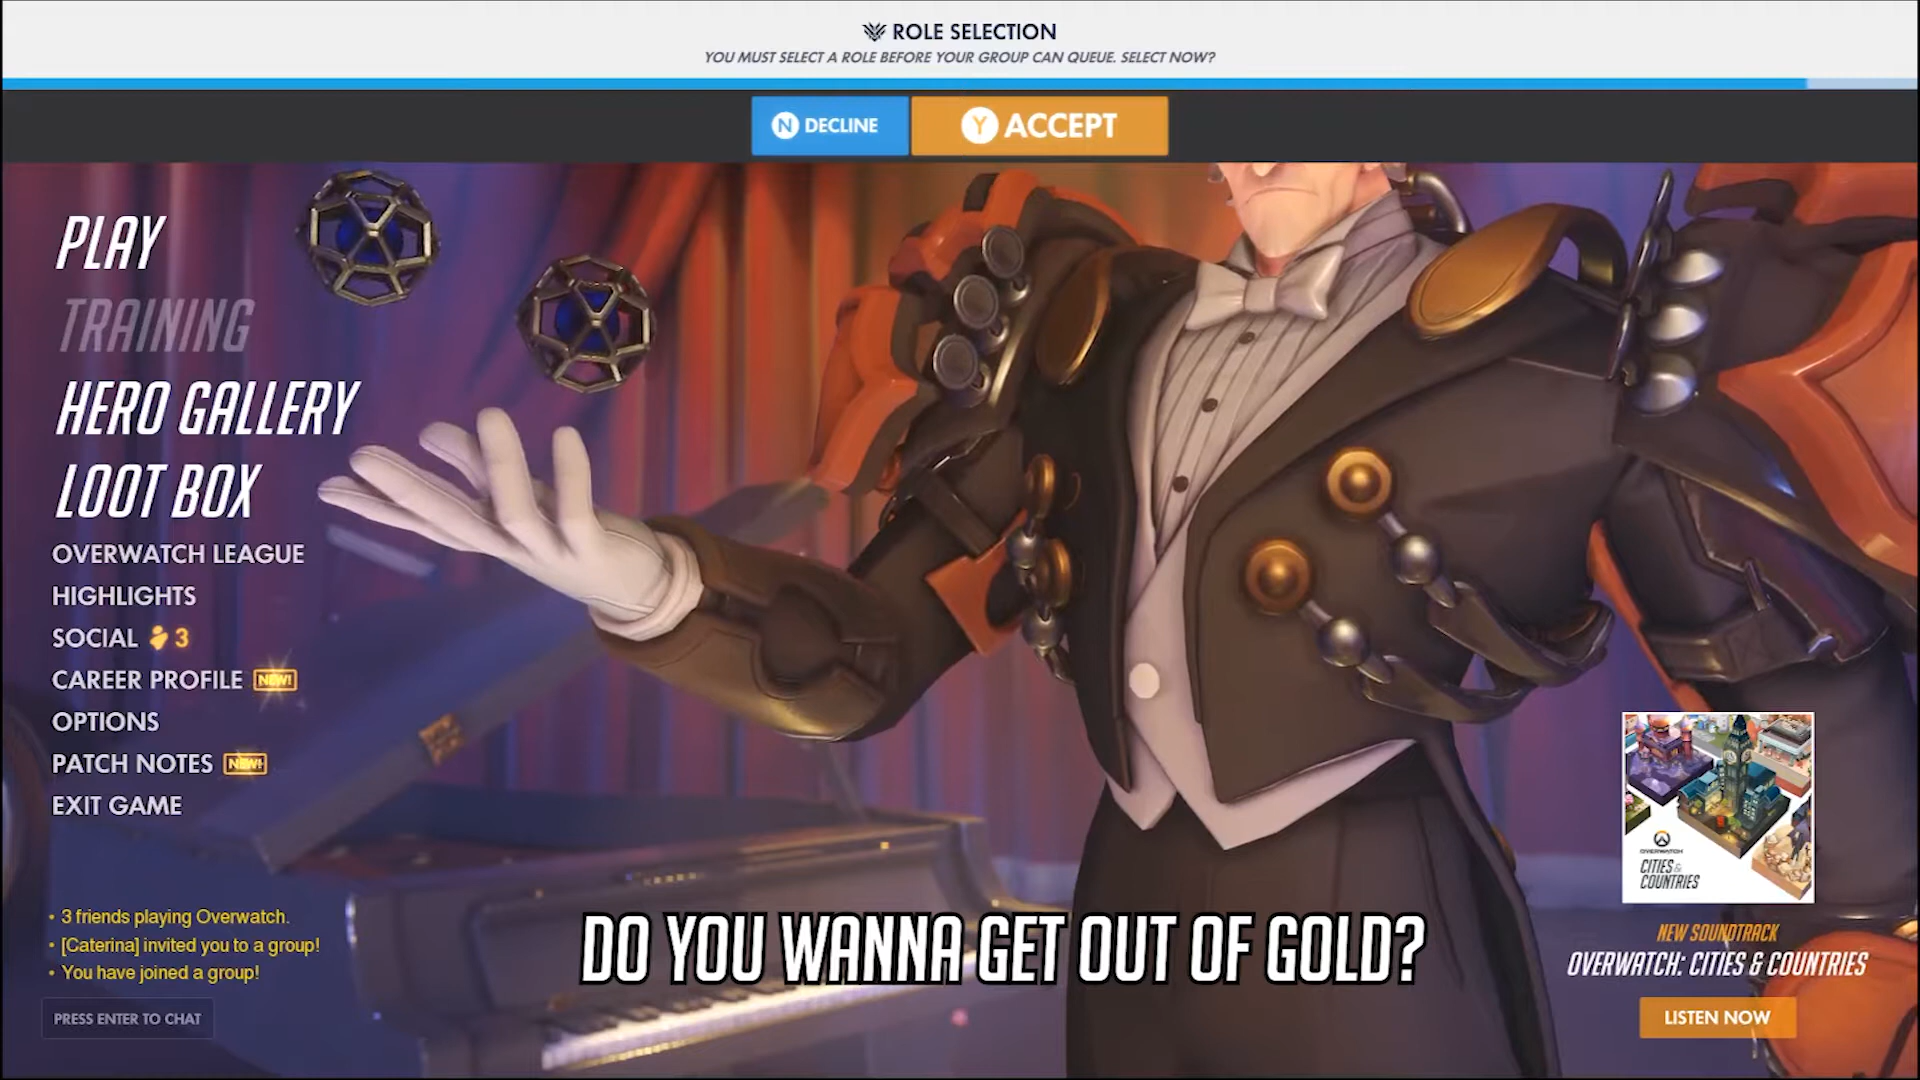 ROLE SELECTION
YOU MUST SELECT A ROLE BEFORE YOUR GROUP CAN QUEUE. SELECT NOW?
N DECLINE
Y ACCEPT
PLAY
TRAINING
HERO GALLERY
LOOT BOX
OVERWATCH LEAGUE
HIGHLIGHTS
SOCIAL 3
CAREER PROFILE NEW!
OPTIONS
PATCH NOTES NEW!
EXIT GAME
• 3 friends playing Overwatch.
• [Caterina] invited you to a group!
• You have joined a group!
PRESS ENTER TO CHAT
DO YOU WANNA GET OUT OF GOLD?
OVERWATCH
CITIES &
COUNTRIES
NEW SOUNDTRACK
OVERWATCH: CITIES & COUNTRIES
LISTEN NOW